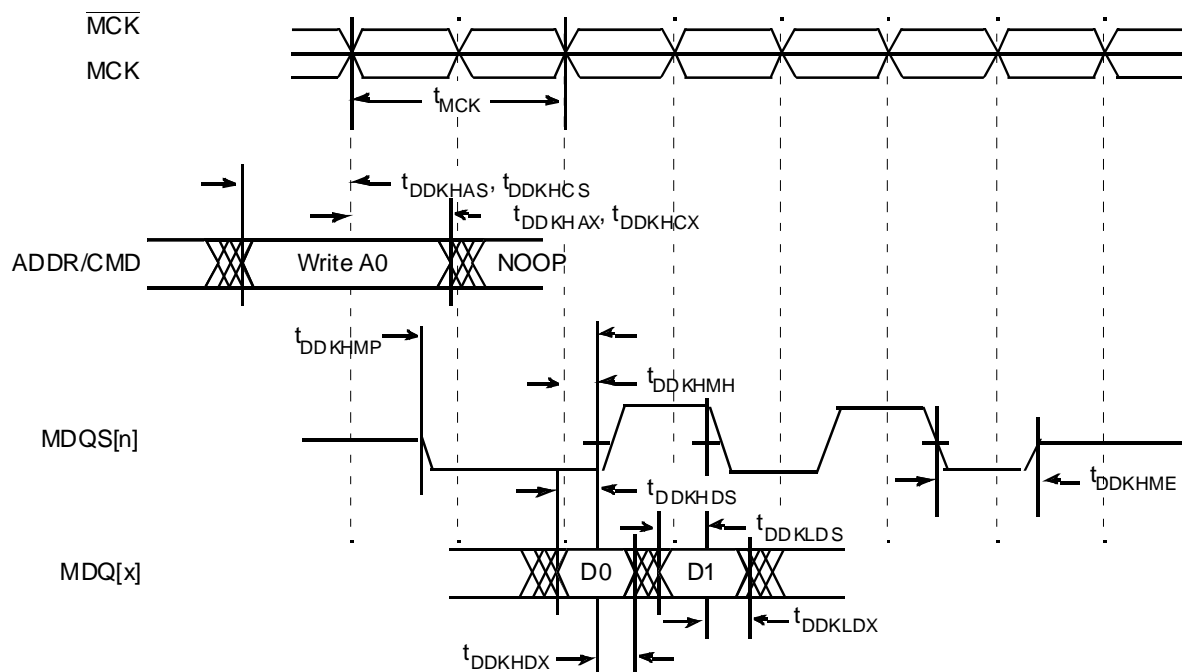 MCK
MCK
tMCK
tDDKHAS, tDDKHCS
tDDKHAX, tDDKHCX
ADDR/CMD
Write A0
NOOP
tDDKHMP
tDDKHMH
MDQS[n]
tDDKHDS
tDDKHME
tDDKLDS
MDQ[x]
D0
D1
tDDKLDX
tDDKHDX